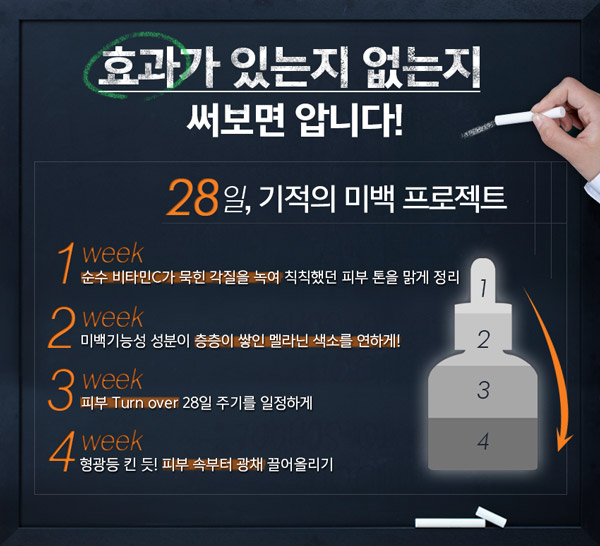 효과가 있는지 없는지
써보면 압니다!
28일, 기적의 미백 프로젝트
1 week
순수 비타민C가 묵힌 각질을 녹여 칙칙했던 피부 톤을 맑게 정리
2 week
미백기능성 성분이 층층이 쌓인 멜라닌 색소를 연하게!
3 week
피부 Turn over 28일 주기를 일정하게
4 week
형광등 킨 듯! 피부 속부터 광채 끌어올리기
1
2
3
4